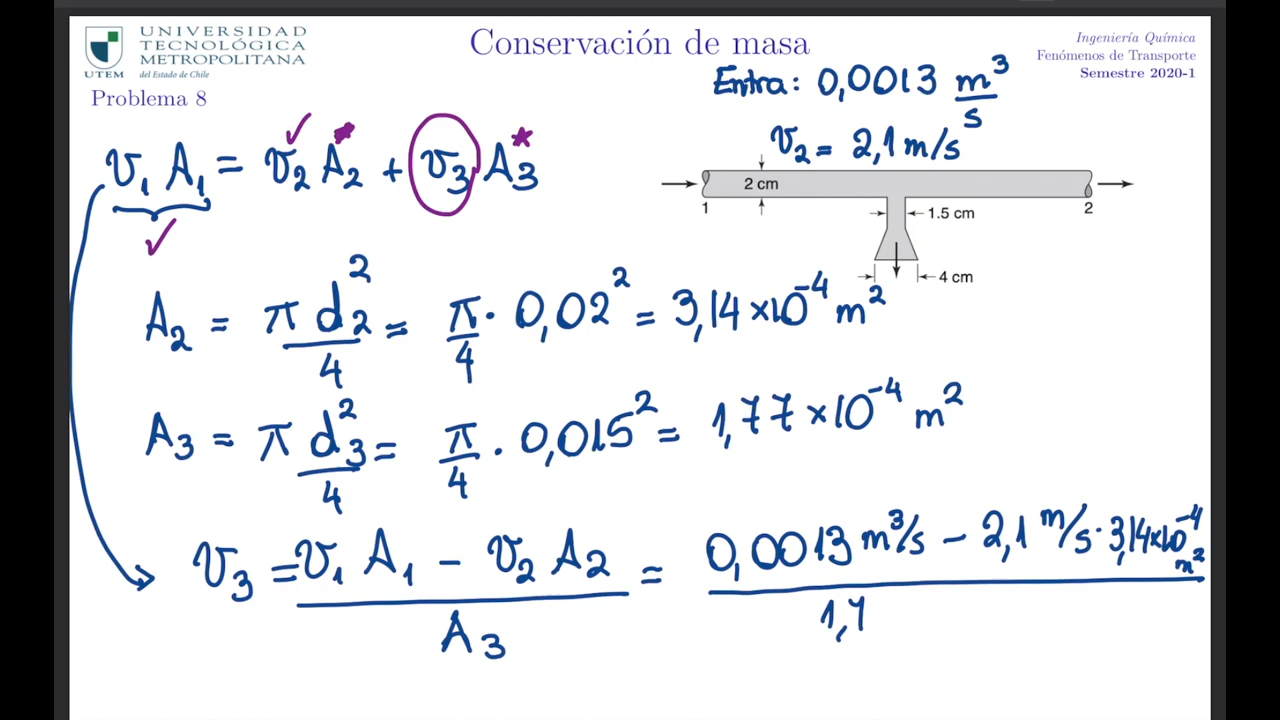 UNIVERSIDAD
TECNOLÓGICA
METROPOLITANA
del Estado de Chile
UTEM
Conservación de masa
Ingeniería Química
Fenómenos de Transporte
Semestre 2020-1
Problema 8
Entra: 0,0013 m³/s
v₂ = 2,1 m/s
v₁ A₁ = v₂ A₂ + v₃ A₃
2 cm
1
2
1.5 cm
4 cm
A₂ = π d₂²/4 = π/4 · 0,02² = 3,14 × 10⁻⁴ m²
A₃ = π d₃²/4 = π/4 · 0,015² = 1,77 × 10⁻⁴ m²
v₃ = (v₁ A₁ − v₂ A₂)/A₃ = (0,0013 m³/s − 2,1 m/s · 3,14×10⁻⁴ m²)/1,7